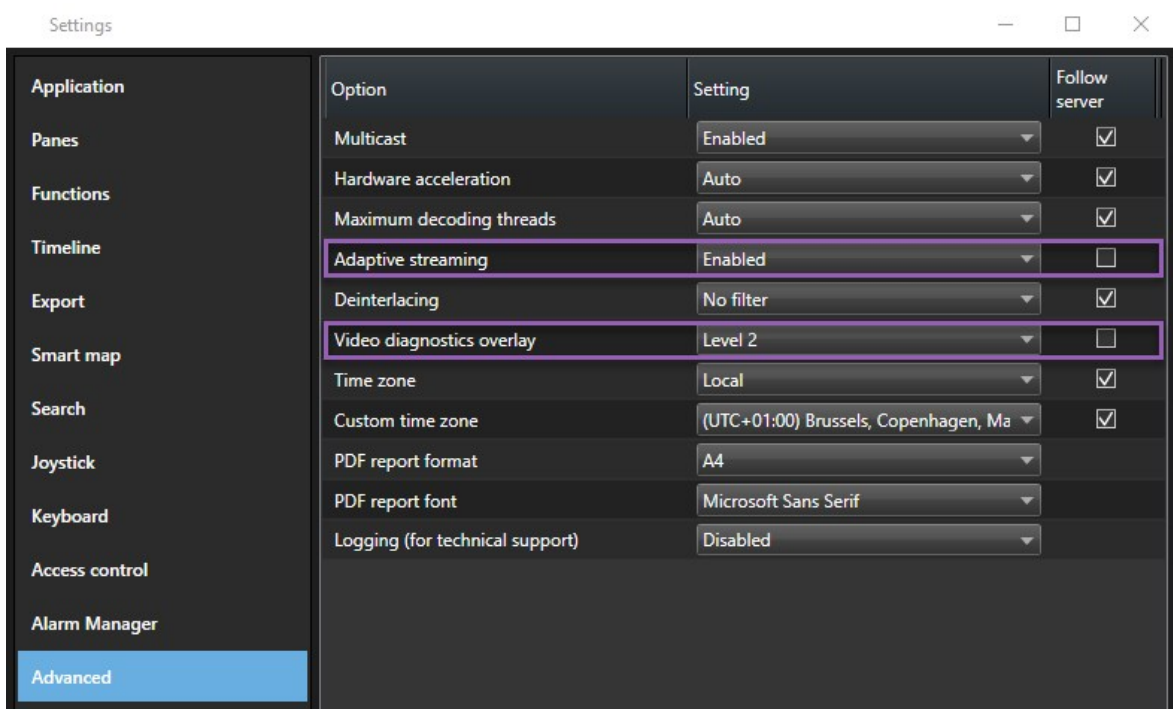 Settings
Application
Panes
Functions
Timeline
Export
Smart map
Search
Joystick
Keyboard
Access control
Alarm Manager
Advanced
Option Setting Follow server
Multicast Enabled
Hardware acceleration Auto
Maximum decoding threads Auto
Adaptive streaming Enabled
Deinterlacing No filter
Video diagnostics overlay Level 2
Time zone Local
Custom time zone (UTC+01:00) Brussels, Copenhagen, Ma
PDF report format A4
PDF report font Microsoft Sans Serif
Logging (for technical support) Disabled